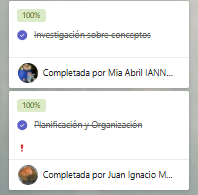 100%
Investigación sobre conceptos
Completada por Mia Abril IANN...
100%
Planificación y Organización
!
Completada por Juan Ignacio M...